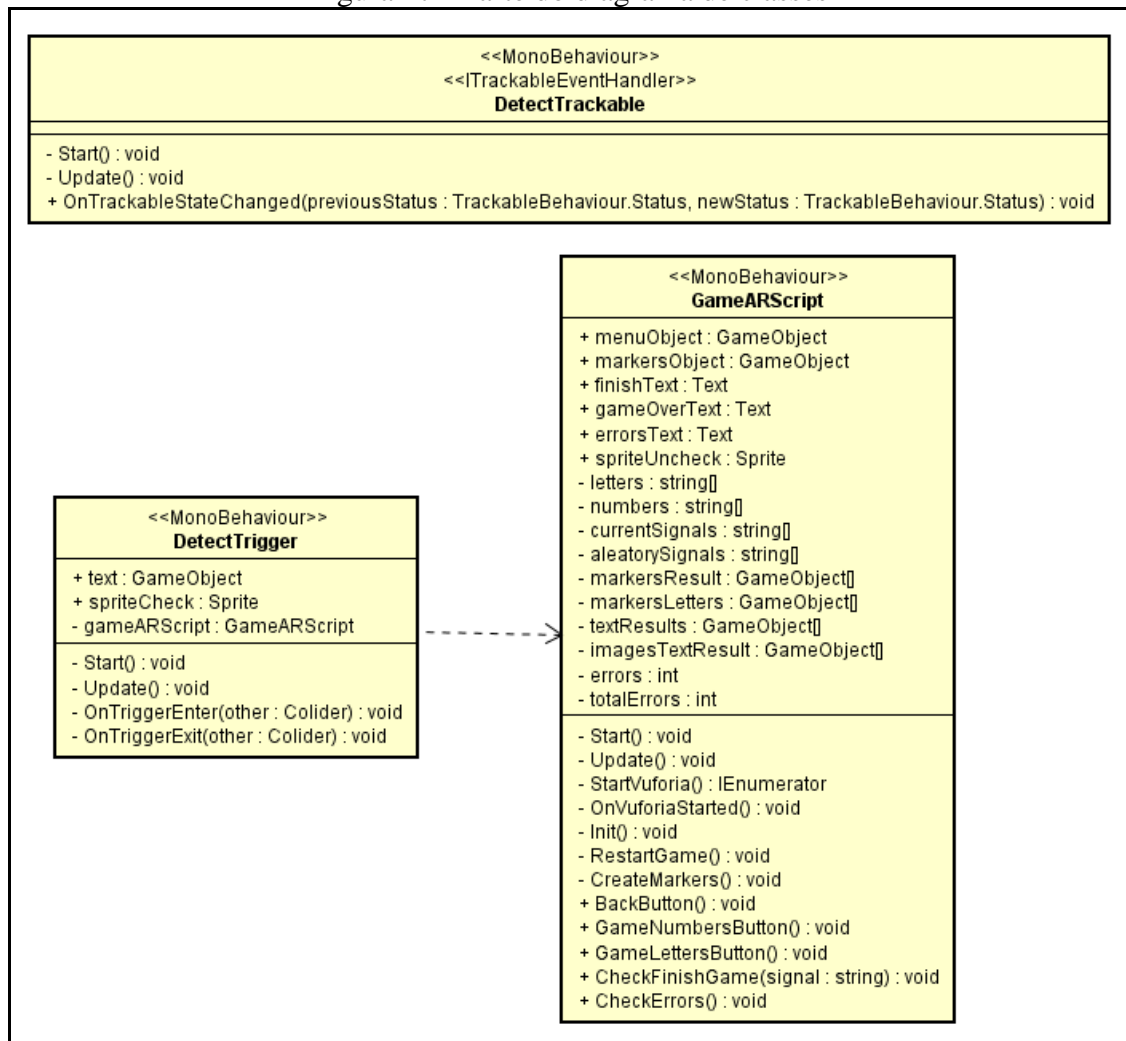 <<MonoBehaviour>>
<<ITrackableEventHandler>>
DetectTrackable
- Start() : void
- Update() : void
+ OnTrackableStateChanged(previousStatus : TrackableBehaviour.Status, newStatus : TrackableBehaviour.Status) : void
<<MonoBehaviour>>
GameARScript
+ menuObject : GameObject
+ markersObject : GameObject
+ finishText : Text
+ gameOverText : Text
+ errorsText : Text
+ spriteUncheck : Sprite
- letters : string[]
- numbers : string[]
- currentSignals : string[]
- aleatorySignals : string[]
- markersResult : GameObject[]
- markersLetters : GameObject[]
- textResults : GameObject[]
- imagesTextResult : GameObject[]
- errors : int
- totalErrors : int
- Start() : void
- Update() : void
- StartVuforia() : IEnumerator
- OnVuforiaStarted() : void
- Init() : void
- RestartGame() : void
- CreateMarkers() : void
+ BackButton() : void
+ GameNumbersButton() : void
+ GameLettersButton() : void
+ CheckFinishGame(signal : string) : void
+ CheckErrors() : void
<<MonoBehaviour>>
DetectTrigger
+ text : GameObject
+ spriteCheck : Sprite
- gameARScript : GameARScript
- Start() : void
- Update() : void
- OnTriggerEnter(other : Colider) : void
- OnTriggerExit(other : Colider) : void